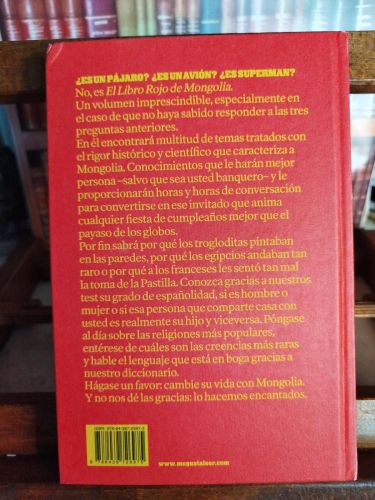 ¿ES UN PÁJARO? ¿ES UN AVIÓN? ¿ES SUPERMAN?
No, es El Libro Rojo de Mongolia.
Un volumen imprescindible, especialmente en
el caso de que no haya sabido responder a las tres
preguntas anteriores.
En él encontrará multitud de temas tratados con
el rigor histórico y científico que caracteriza a
Mongolia. Conocimientos que le harán mejor
persona –salvo que sea usted banquero– y le
proporcionarán horas y horas de conversación
para convertirse en ese invitado que anima
cualquier fiesta de cumpleaños mejor que el
payaso de los globos.
Por fin sabrá por qué los trogloditas pintaban
en las paredes, por qué los egipcios andaban tan
raro o por qué a los franceses les sentó tan mal
la toma de la Pastilla. Conozca gracias a nuestros
test su grado de españolidad, si es hombre o
mujer o si esa persona que comparte casa con
usted es realmente su hijo y viceversa. Póngase
al día sobre las religiones más populares,
entérese de cuáles son las creencias más raras
y hable el lenguaje que está en boga gracias a
nuestro diccionario.
Hágase un favor: cambie su vida con Mongolia.
Y no nos dé las gracias: lo hacemos encantados.
www.megustaleer.com